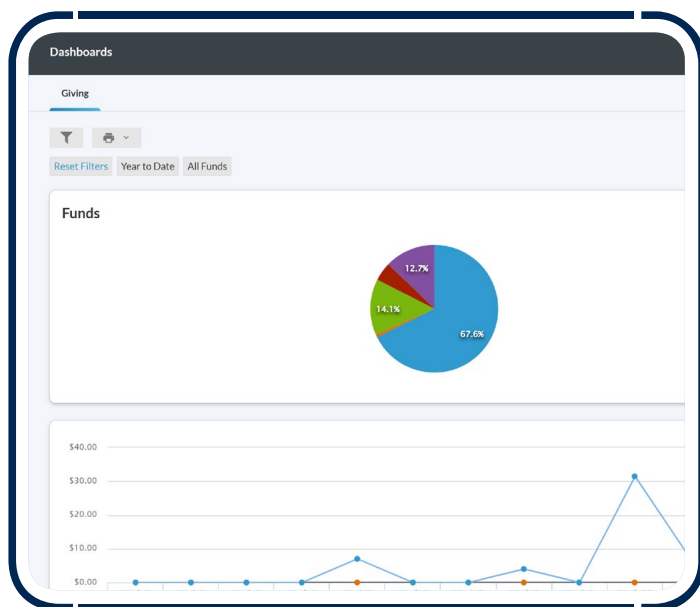 Dashboards
Giving
Reset Filters Year to Date All Funds
Funds
12.7%
14.1%
67.6%
$40.00
$30.00
$20.00
$10.00
$0.00